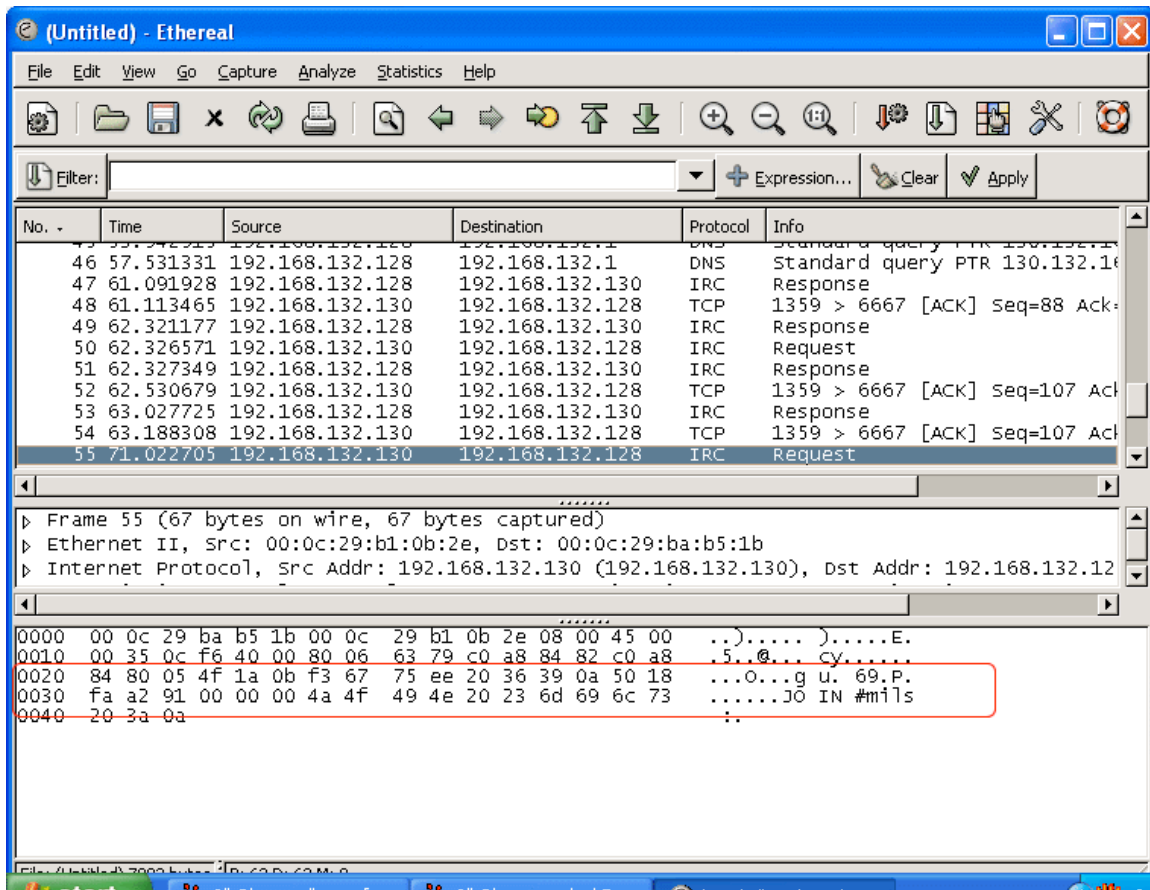 (Untitled) - Ethereal
File Edit View Go Capture Analyze Statistics Help
Filter: Expression... Clear Apply
No. Time Source Destination Protocol Info
46 57.531331 192.168.132.128 192.168.132.1 DNS Standard query PTR 130.132.16
47 61.091928 192.168.132.128 192.168.132.130 IRC Response
48 61.113465 192.168.132.130 192.168.132.128 TCP 1359 > 6667 [ACK] Seq=88 Ack=
49 62.321177 192.168.132.128 192.168.132.130 IRC Response
50 62.326571 192.168.132.130 192.168.132.128 IRC Request
51 62.327349 192.168.132.128 192.168.132.130 IRC Response
52 62.530679 192.168.132.130 192.168.132.128 TCP 1359 > 6667 [ACK] Seq=107 Ack
53 63.027725 192.168.132.128 192.168.132.130 IRC Response
54 63.188308 192.168.132.130 192.168.132.128 TCP 1359 > 6667 [ACK] Seq=107 Ack
55 71.022705 192.168.132.130 192.168.132.128 IRC Request
Frame 55 (67 bytes on wire, 67 bytes captured)
Ethernet II, Src: 00:0c:29:b1:0b:2e, Dst: 00:0c:29:ba:b5:1b
Internet Protocol, Src Addr: 192.168.132.130 (192.168.132.130), Dst Addr: 192.168.132.12
0000 00 0c 29 ba b5 1b 00 0c 29 b1 0b 2e 08 00 45 00 ..)..... ).....E.
0010 00 35 0c f6 40 00 80 06 63 79 c0 a8 84 82 c0 a8 .5..@... cy......
0020 84 80 05 4f 1a 0b f3 67 75 ee 20 36 39 0a 50 18 ...O...g u. 69.P.
0030 fa a2 91 00 00 00 4a 4f 49 4e 20 23 6d 69 6c 73 ......JO IN #mils
0040 20 3a 0a :.